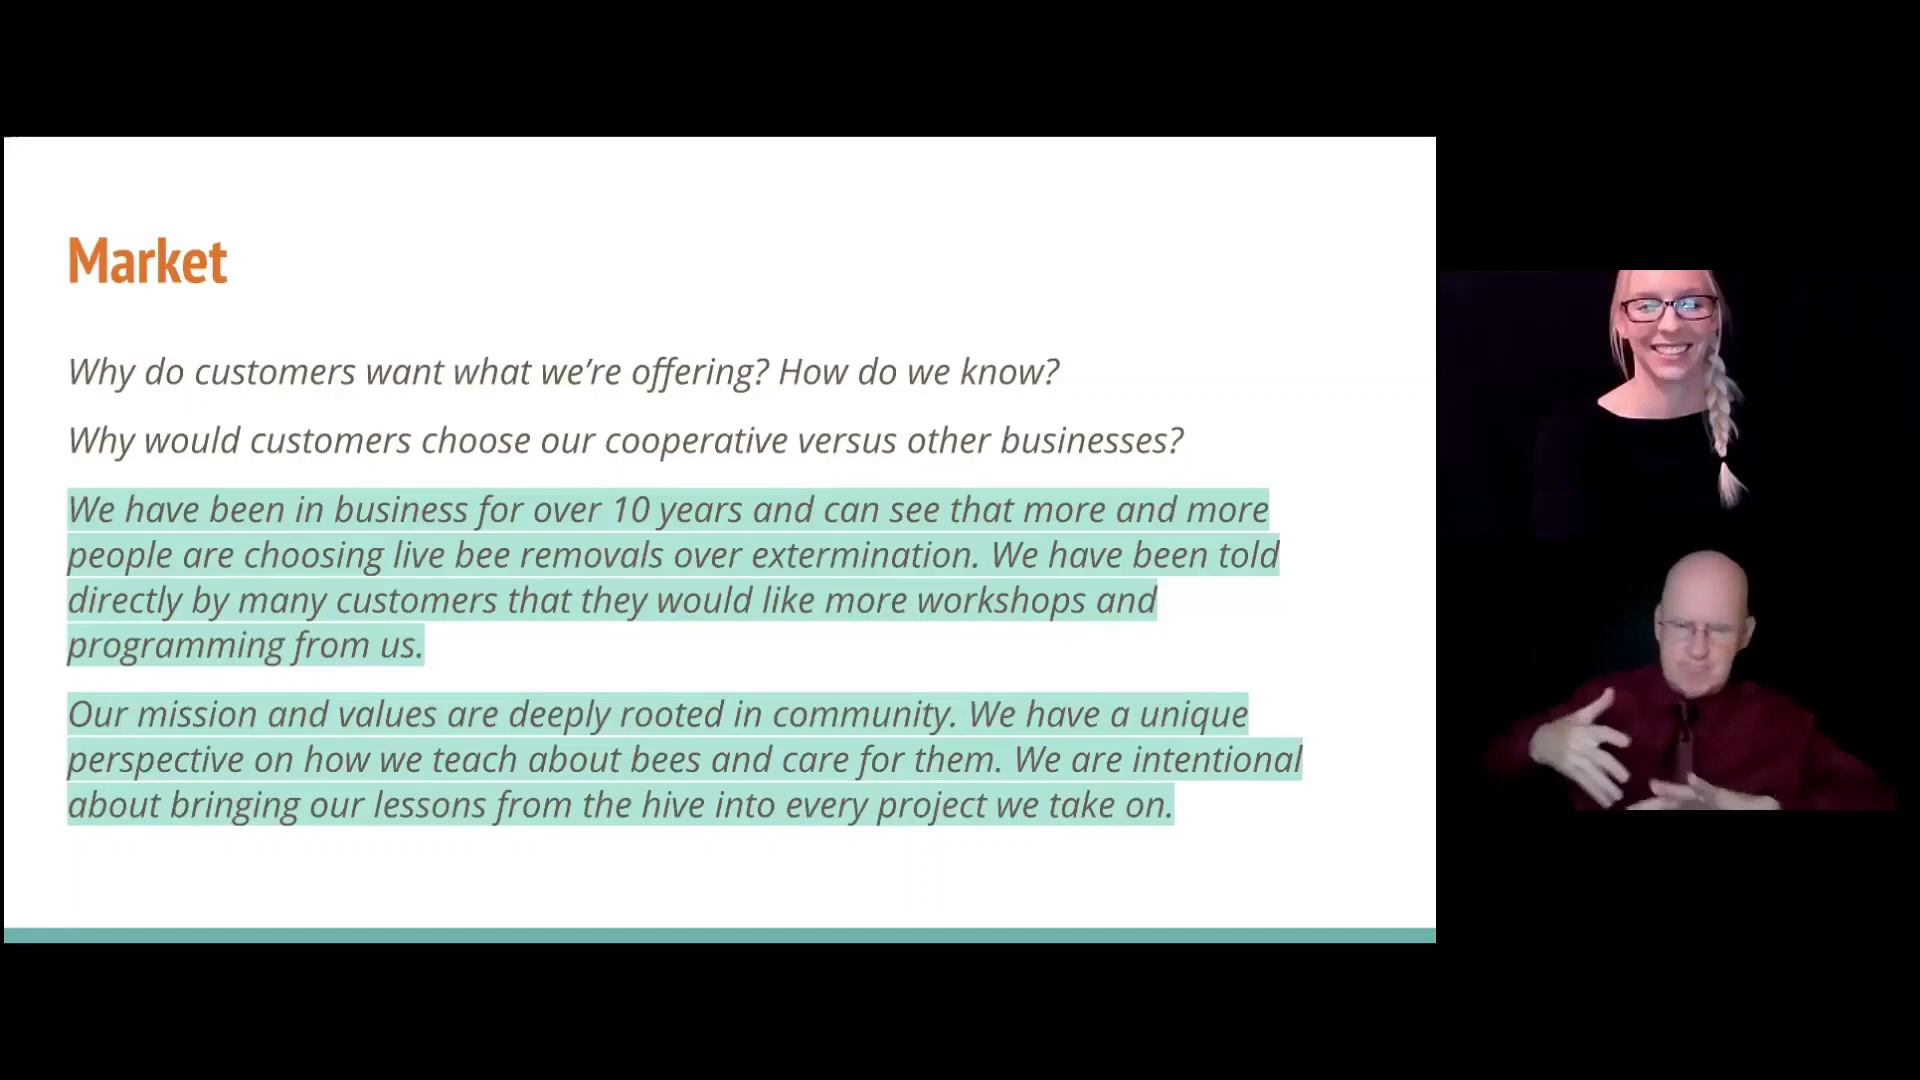 Market
Why do customers want what we’re offering? How do we know?
Why would customers choose our cooperative versus other businesses?
We have been in business for over 10 years and can see that more and more
people are choosing live bee removals over extermination. We have been told
directly by many customers that they would like more workshops and
programming from us.
Our mission and values are deeply rooted in community. We have a unique
perspective on how we teach about bees and care for them. We are intentional
about bringing our lessons from the hive into every project we take on.